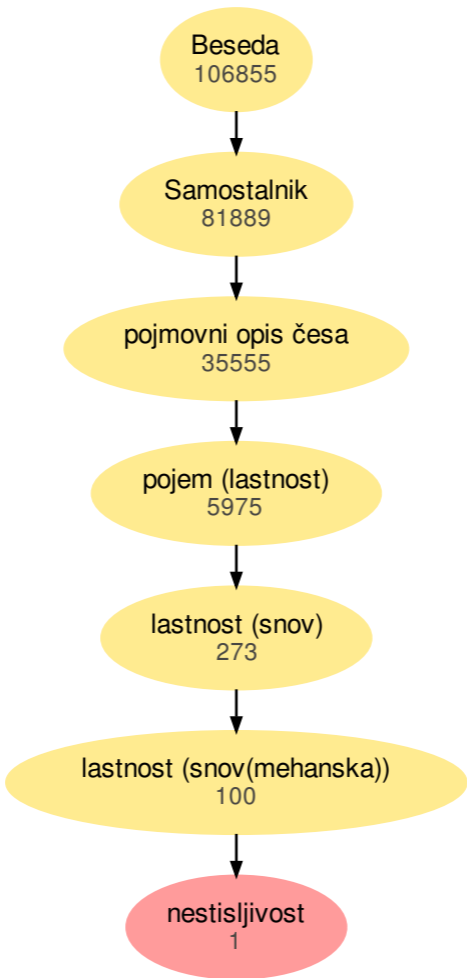 Beseda
106855
Samostalnik
81889
pojmovni opis česa
35555
pojem (lastnost)
5975
lastnost (snov)
273
lastnost (snov(mehanska))
100
nestisljivost
1